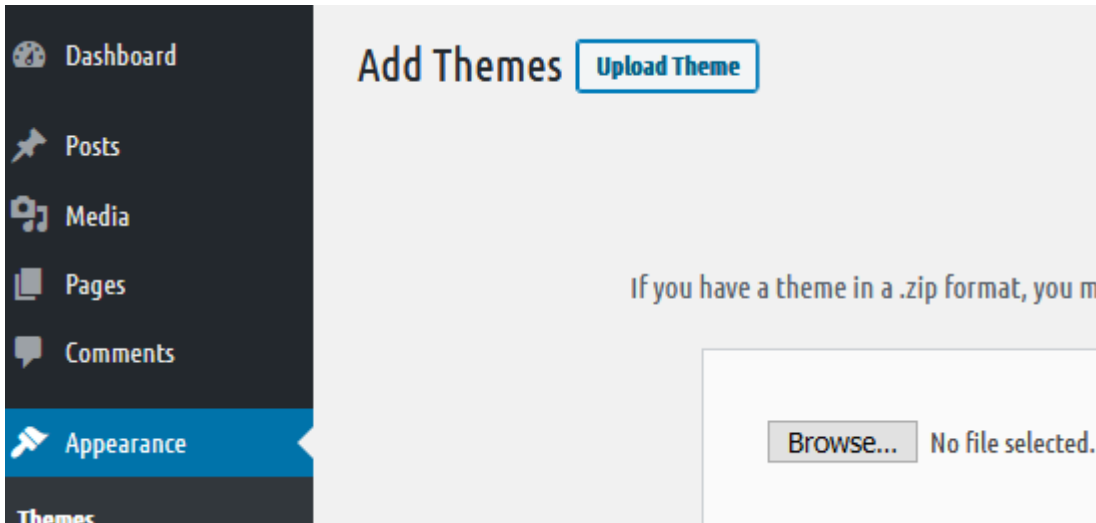 Dashboard
Posts
Media
Pages
Comments
Appearance
Themes
Add Themes
Upload Theme
If you have a theme in a .zip format, you m
Browse...
No file selected.